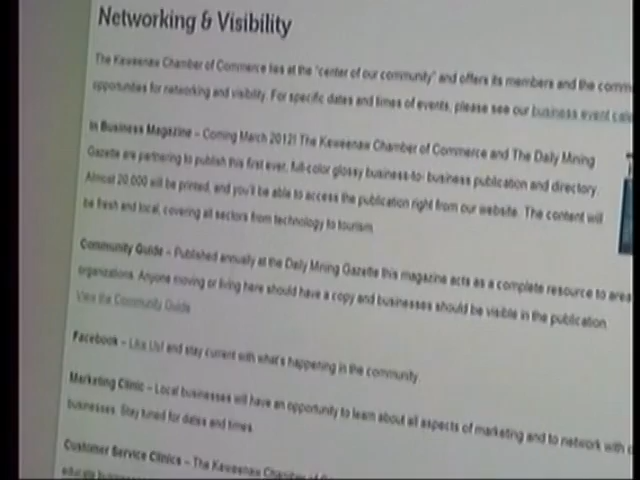 Networking & Visibility
The Keweenaw Chamber of Commerce lies at the "center of our community" and offers its members and the
opportunities for networking and visibility. For specific dates and times of events, please see our business event
In Business Magazine – Coming March 2012! The Keweenaw Chamber of Commerce and The Daily Mining
Gazette are partnering to publish this first ever, full-color glossy business-to- business publication and directory.
Almost 20,000 will be printed, and you'll be able to access the publication right from our website. The content will
be fresh and local, covering all sectors from technology to tourism.
Community Guide – Published annually at the Daily Mining Gazette this magazine acts as a complete resource to area
organizations. Anyone moving or living here should have a copy and businesses should be visible in the publication.
View the Community Guide
Facebook – Like Us! and stay current with what's happening in the community.
Marketing Clinic – Local businesses will have an opportunity to learn about all aspects of marketing and to network with
businesses. Stay tuned for dates and times.
Customer Service Clinics – The Keweenaw Chamber of
educate